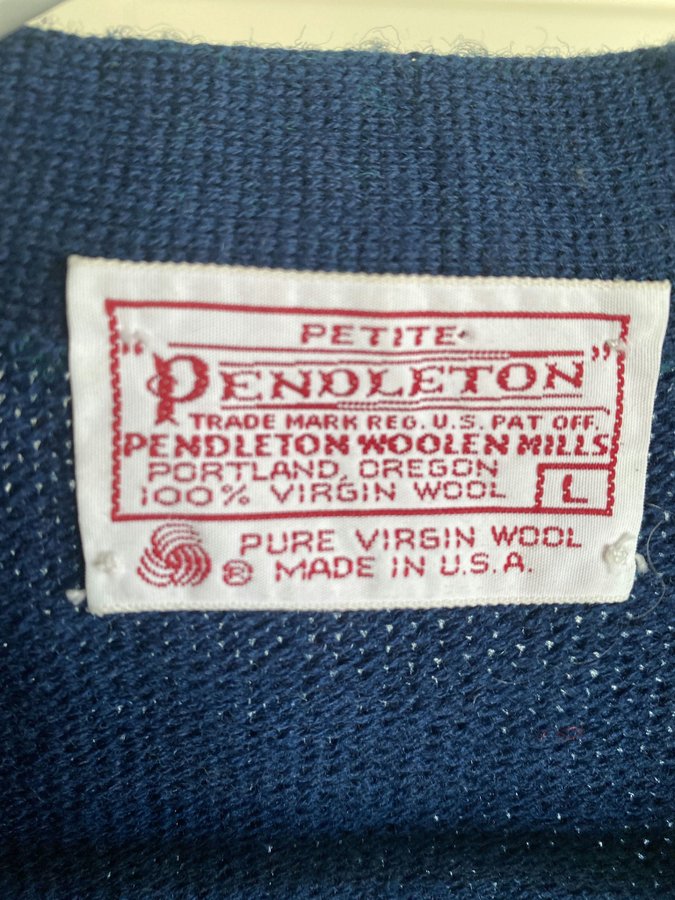 PETITE
"PENDLETON"
TRADE MARK REG. U.S. PAT OFF.
PENDLETON WOOLEN MILLS
PORTLAND, OREGON
100% VIRGIN WOOL L
PURE VIRGIN WOOL
® MADE IN U.S.A.